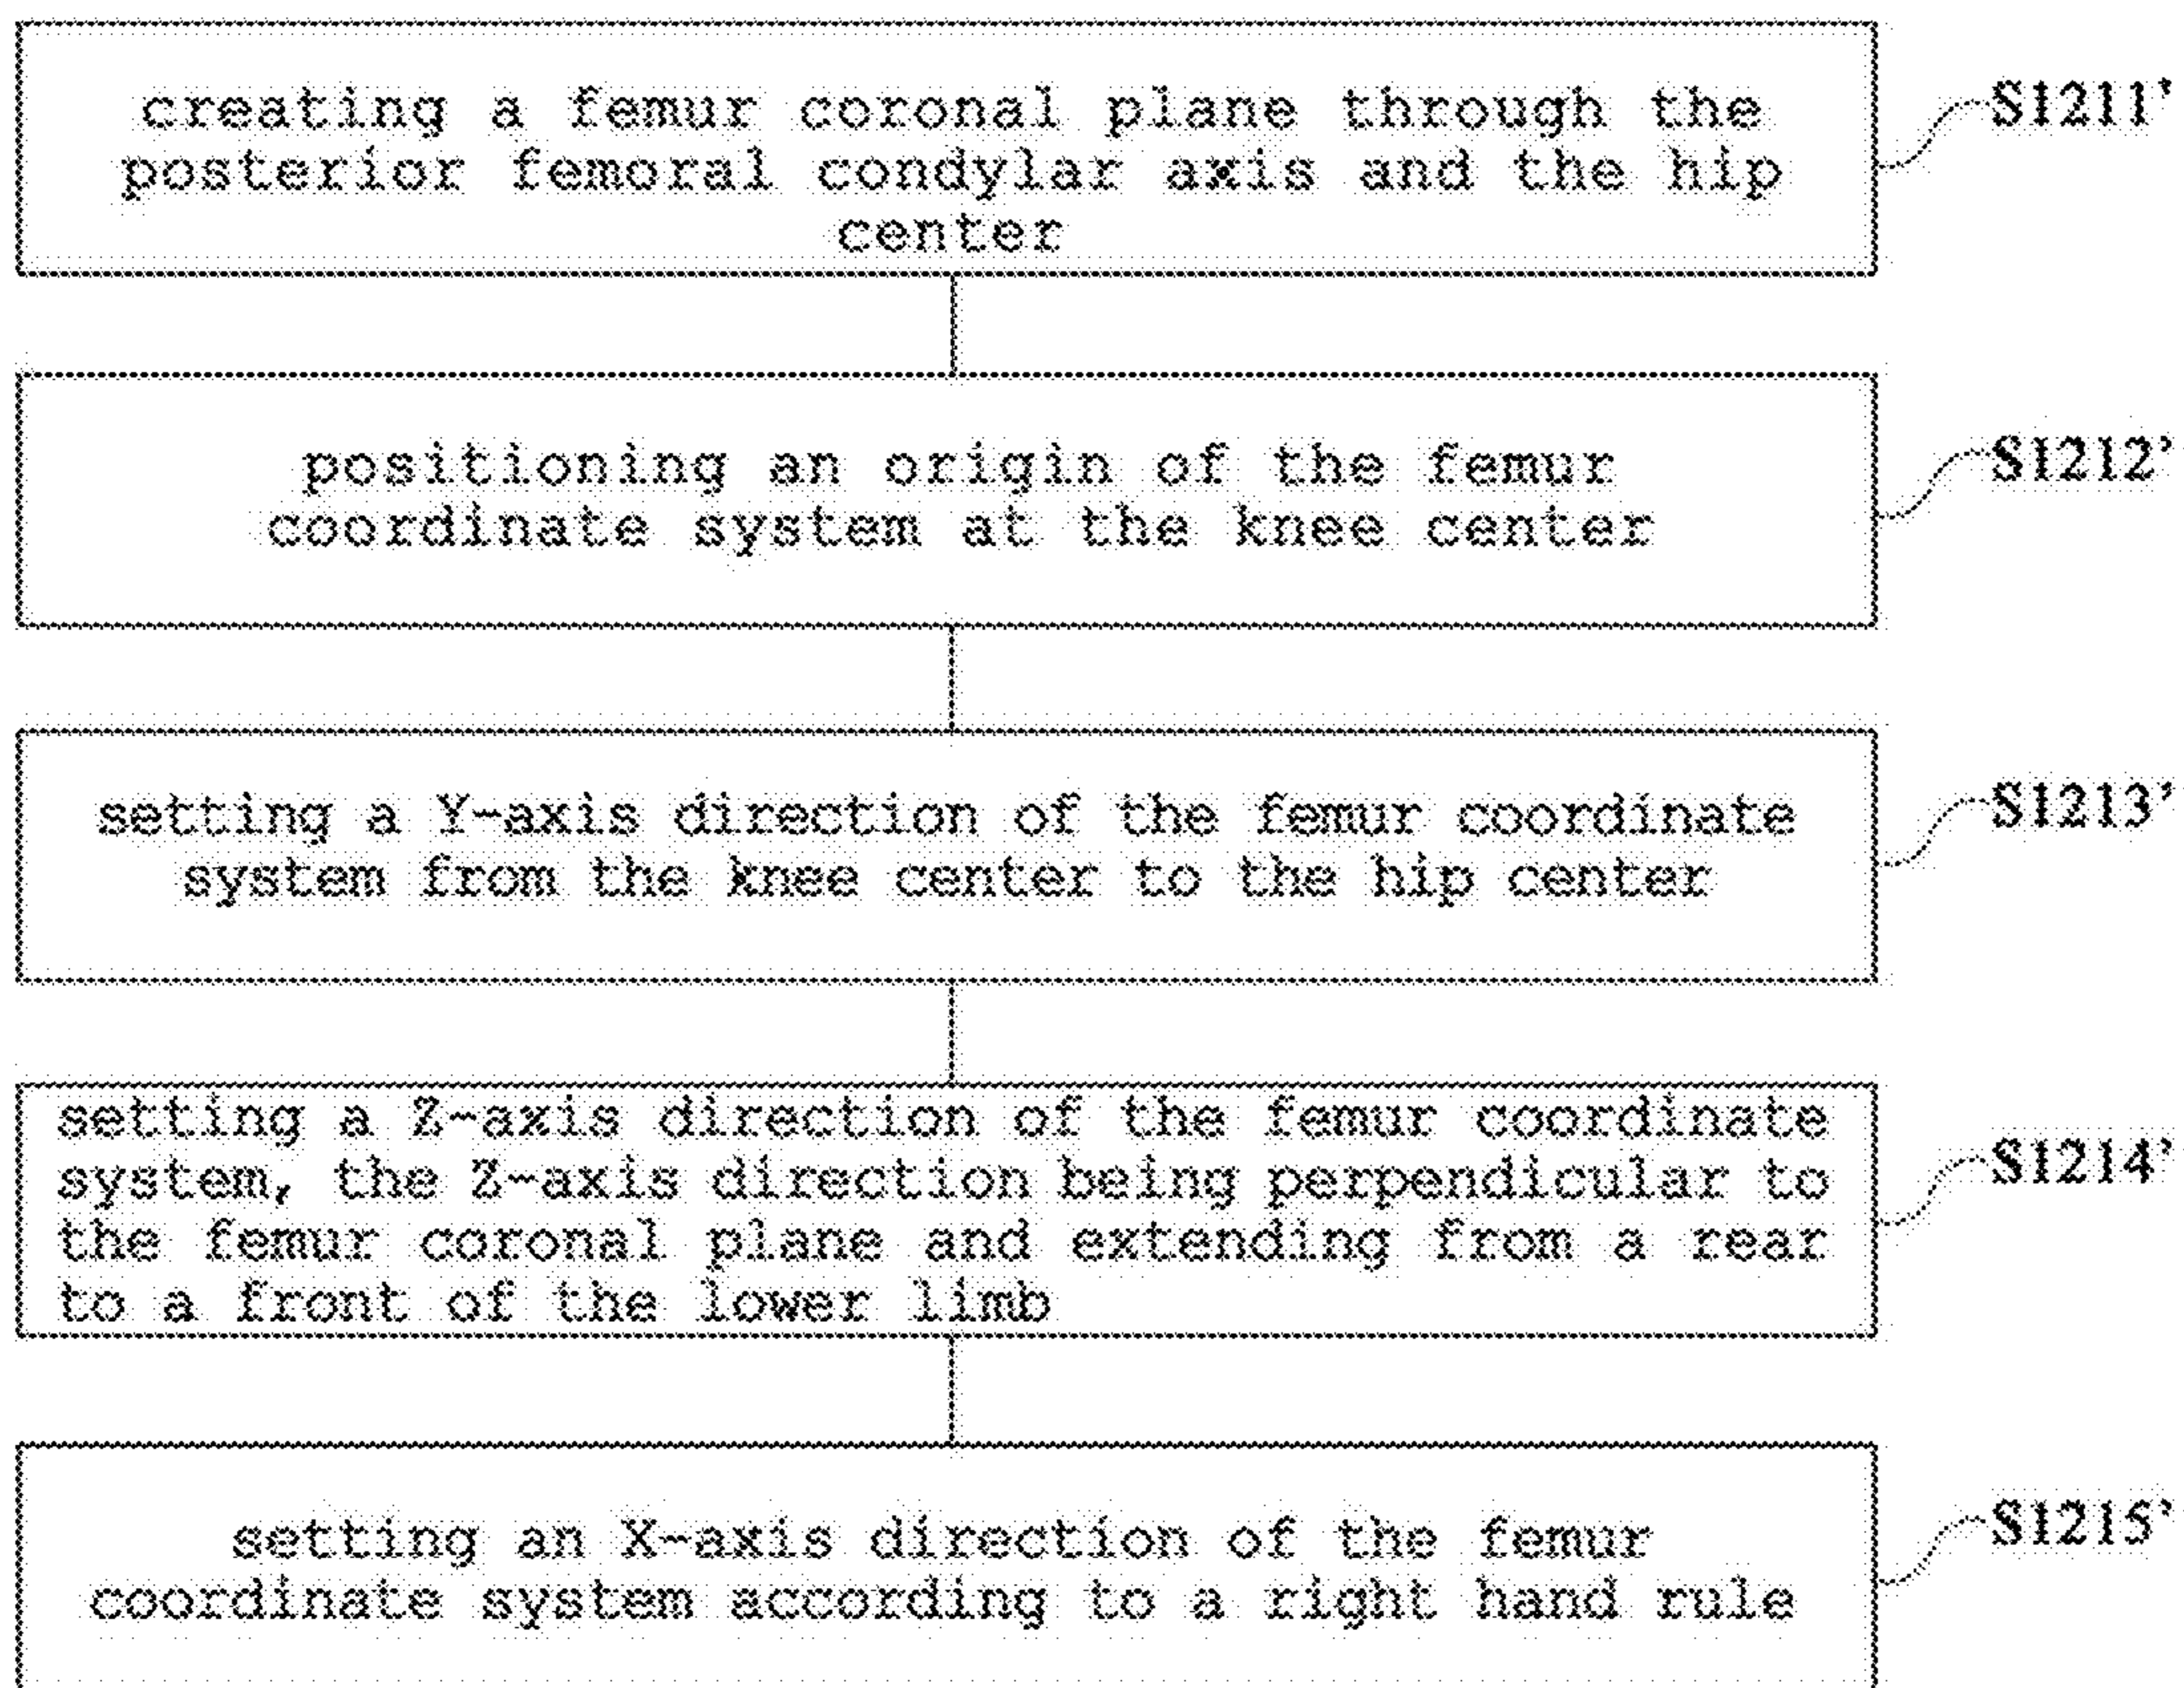 creating a femur coronal plane through the
posterior femoral condylar axis and the hip
center
S1211'
positioning an origin of the femur
coordinate system at the knee center
S1212'
setting a Y-axis direction of the femur coordinate
system from the knee center to the hip center
S1213'
setting a Z-axis direction of the femur coordinate
system, the Z-axis direction being perpendicular to
the femur coronal plane and extending from a rear
to a front of the lower limb
S1214'
setting an X-axis direction of the femur
coordinate system according to a right hand rule
S1215'